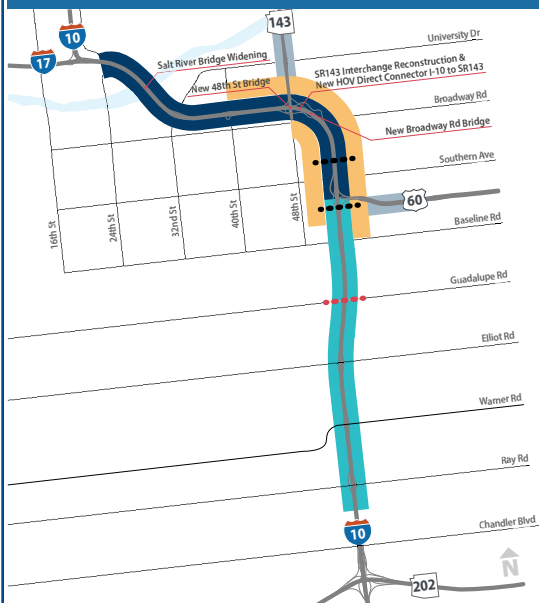 143
10
University Dr
17
Salt River Bridge Widening
SR143 Interchange Reconstruction &
New HOV Direct Connector I-10 to SR143
New 48th St Bridge
Broadway Rd
New Broadway Rd Bridge
Southern Ave
60
16th St
24th St
32nd St
40th St
48th St
Baseline Rd
Guadalupe Rd
Elliot Rd
Warner Rd
Ray Rd
Chandler Blvd
10
N
202